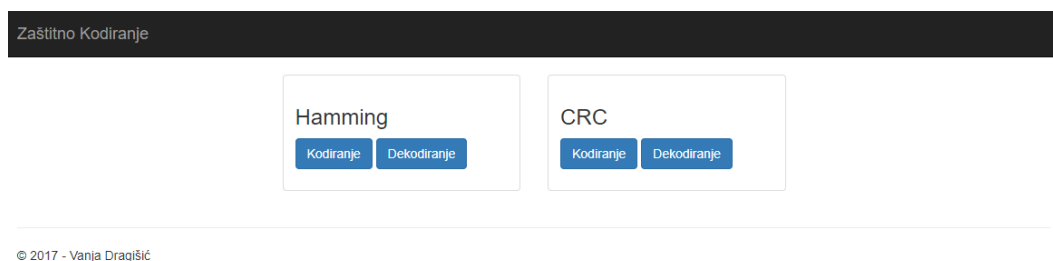 Zaštitno Kodiranje
Hamming
Kodiranje Dekodiranje
CRC
Kodiranje Dekodiranje
© 2017 - Vanja Dragišić